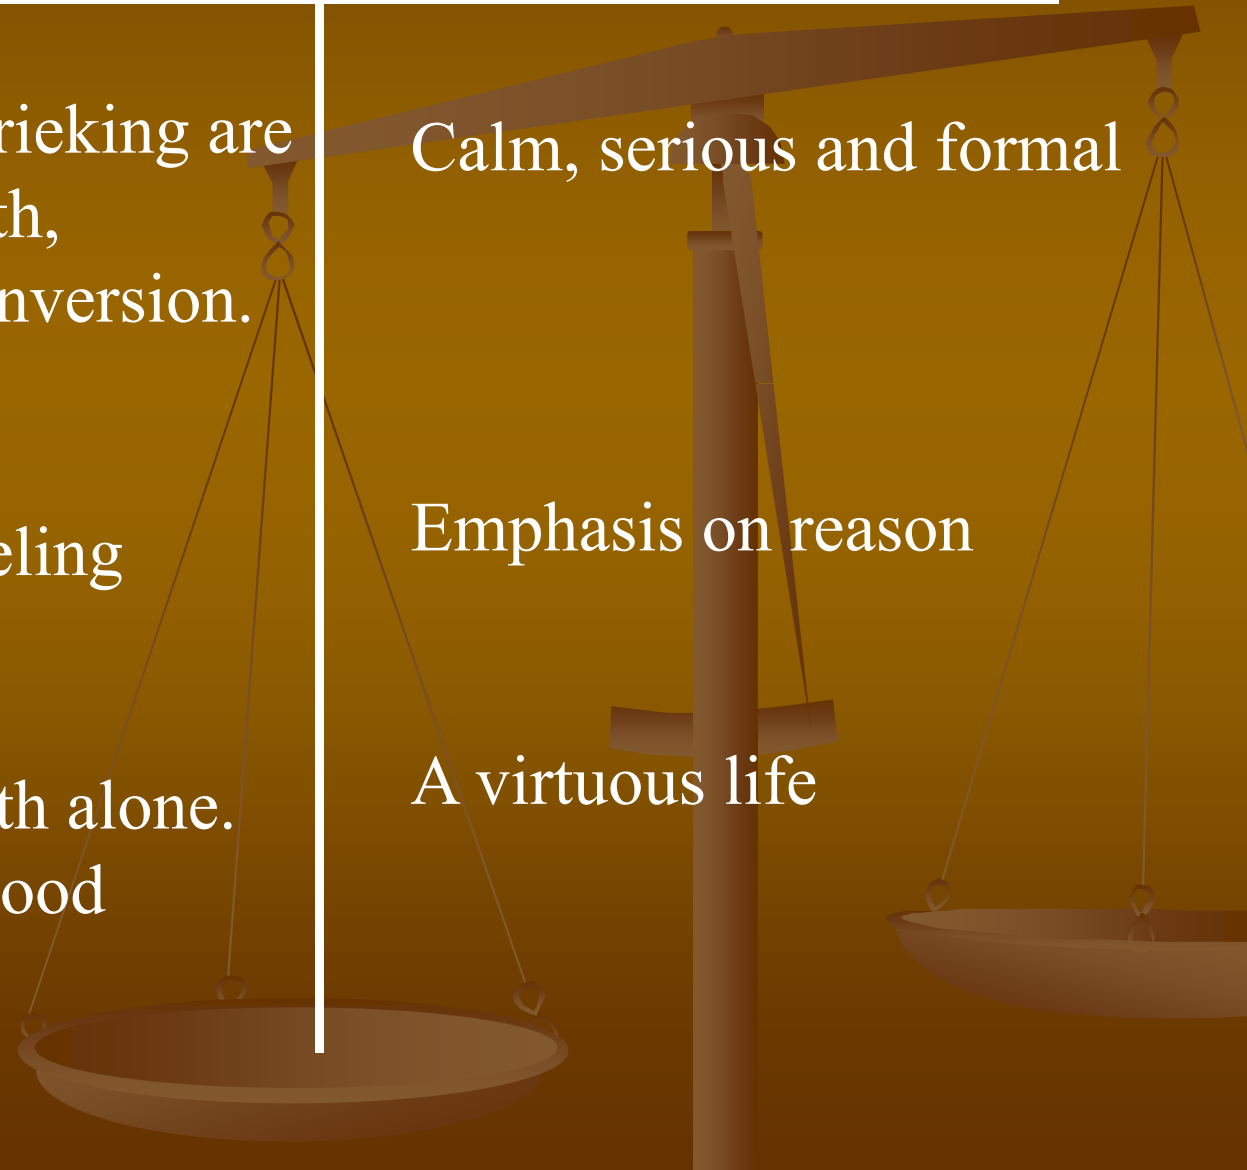 rieking are
th,
nversion.
eling
th alone.
ood
Calm, serious and formal
Emphasis on reason
A virtuous life